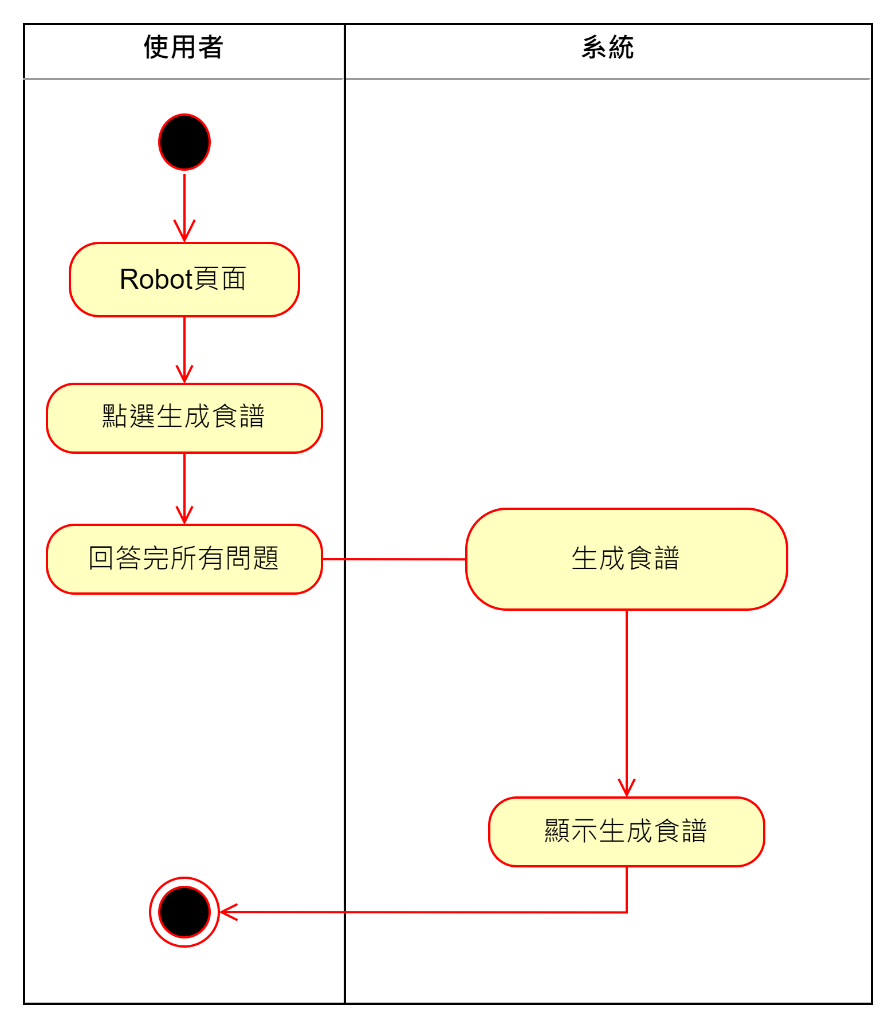 使用者
系統
Robot頁面
點選生成食譜
回答完所有問題
生成食譜
顯示生成食譜